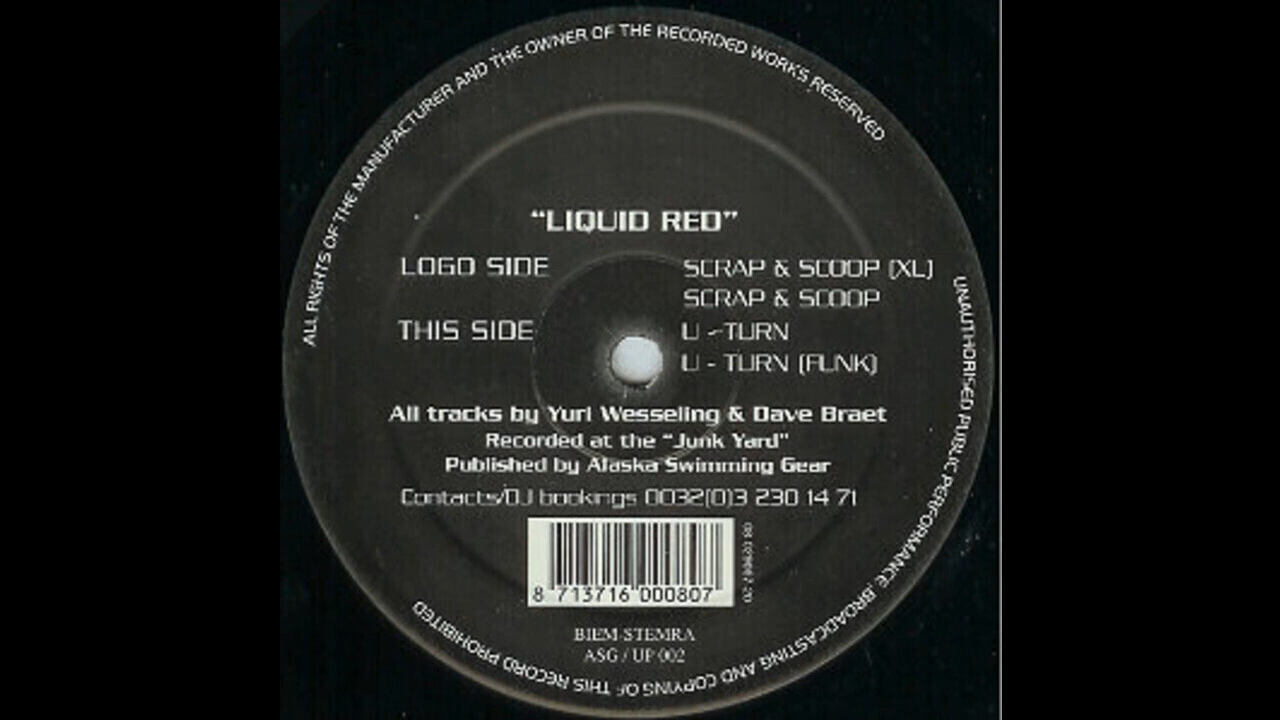 ALL RIGHTS OF THE MANUFACTURER AND THE OWNER OF THE RECORDED WORKS RESERVED
"LIQUID RED"
LOGO SIDE SCRAP & SCOOP (XL)
SCRAP & SCOOP
THIS SIDE U - TURN
U - TURN (FUNK)
All tracks by Yuri Wesseling & Dave Braet
Recorded at the "Junk Yard"
Published by Alaska Swimming Gear
Contacts/DJ bookings 0032(0)3 230 14 71
8 713716 000807
BIEM-STEMRA
ASG / UP 002
UNAUTHORISED PUBLIC PERFORMANCE, BROADCASTING AND COPYING OF THIS RECORD PROHIBITED